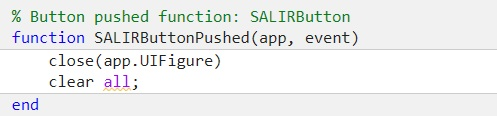 % Button pushed function: SALIRButton
function SALIRButtonPushed(app, event)
    close(app.UIFigure)
    clear all;
end